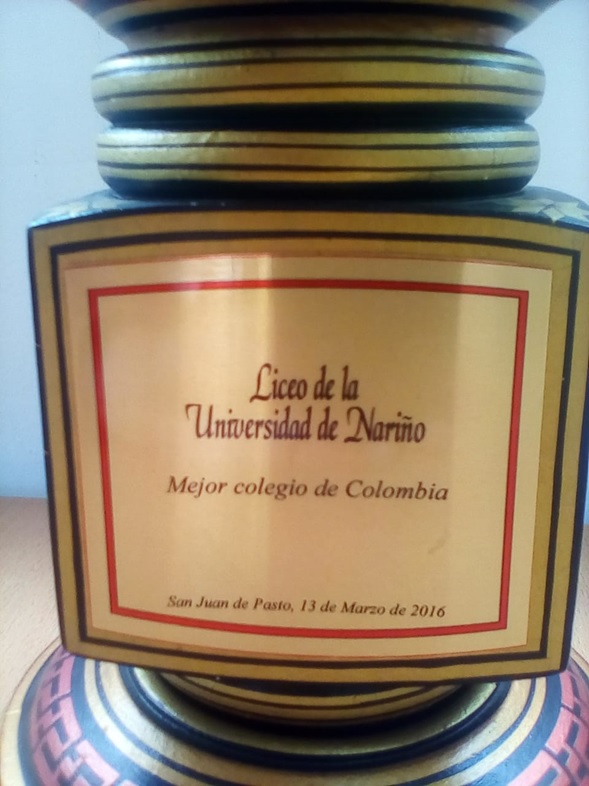 Liceo de la
Universidad de Nariño
Mejor colegio de Colombia
San Juan de Pasto, 13 de Marzo de 2016